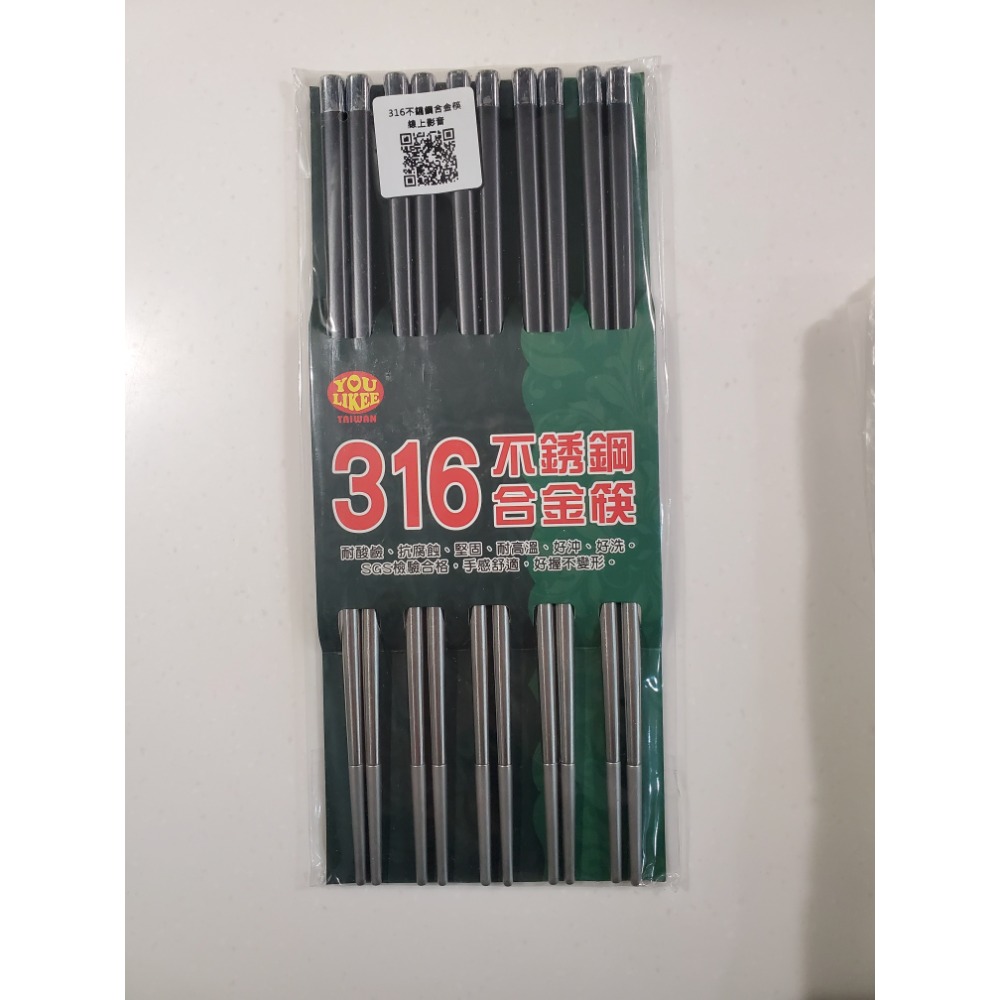 316不鏽鋼合金筷
線上影音
YOU
LIKEE
TAIWAN
316不銹鋼
合金筷
耐酸鹼、抗腐蝕、堅固、耐高溫、好沖、好洗。
SGS檢驗合格,手感舒適,好握不變形。